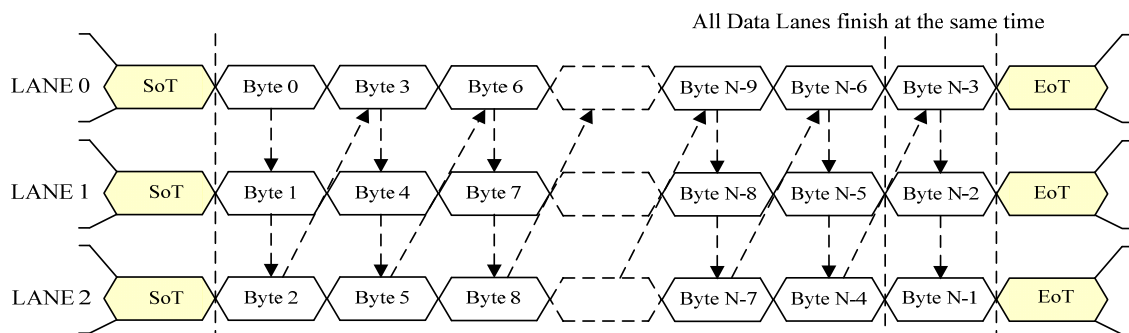 All Data Lanes finish at the same time
LANE 0 SoT Byte 0 Byte 3 Byte 6 Byte N-9 Byte N-6 Byte N-3 EoT
LANE 1 SoT Byte 1 Byte 4 Byte 7 Byte N-8 Byte N-5 Byte N-2 EoT
LANE 2 SoT Byte 2 Byte 5 Byte 8 Byte N-7 Byte N-4 Byte N-1 EoT